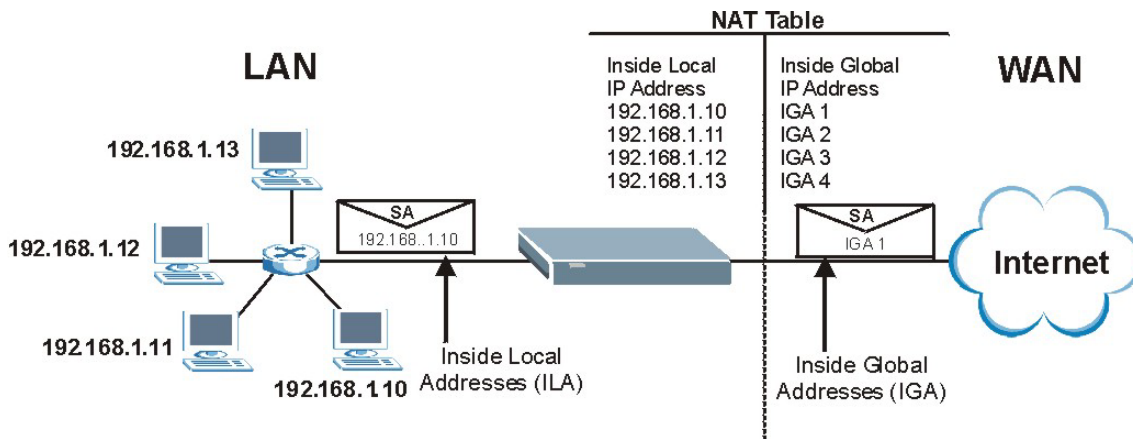 NAT Table
LAN
WAN
Inside Local
IP Address
192.168.1.10
192.168.1.11
192.168.1.12
192.168.1.13
Inside Global
IP Address
IGA 1
IGA 2
IGA 3
IGA 4
192.168.1.13
192.168.1.12
192.168.1.11
192.168.1.10
SA
192.168..1.10
SA
IGA 1
Internet
Inside Local
Addresses (ILA)
Inside Global
Addresses (IGA)